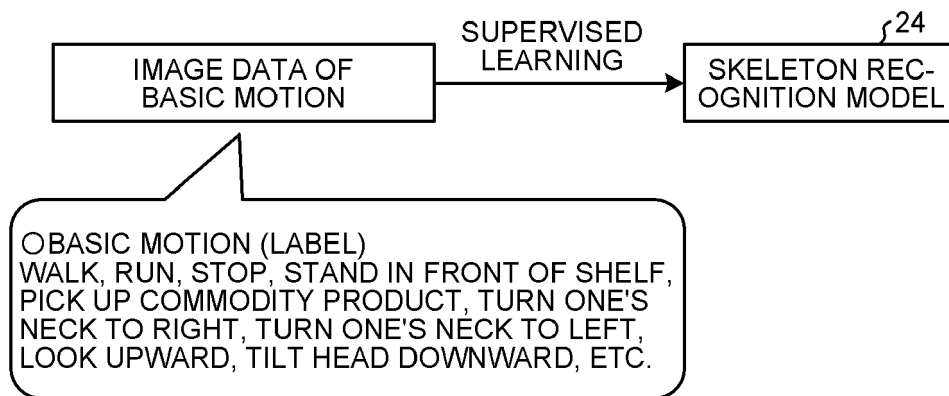 24
SUPERVISED
LEARNING
IMAGE DATA OF
BASIC MOTION
SKELETON REC-
OGNITION MODEL
○BASIC MOTION (LABEL)
WALK, RUN, STOP, STAND IN FRONT OF SHELF,
PICK UP COMMODITY PRODUCT, TURN ONE'S
NECK TO RIGHT, TURN ONE'S NECK TO LEFT,
LOOK UPWARD, TILT HEAD DOWNWARD, ETC.